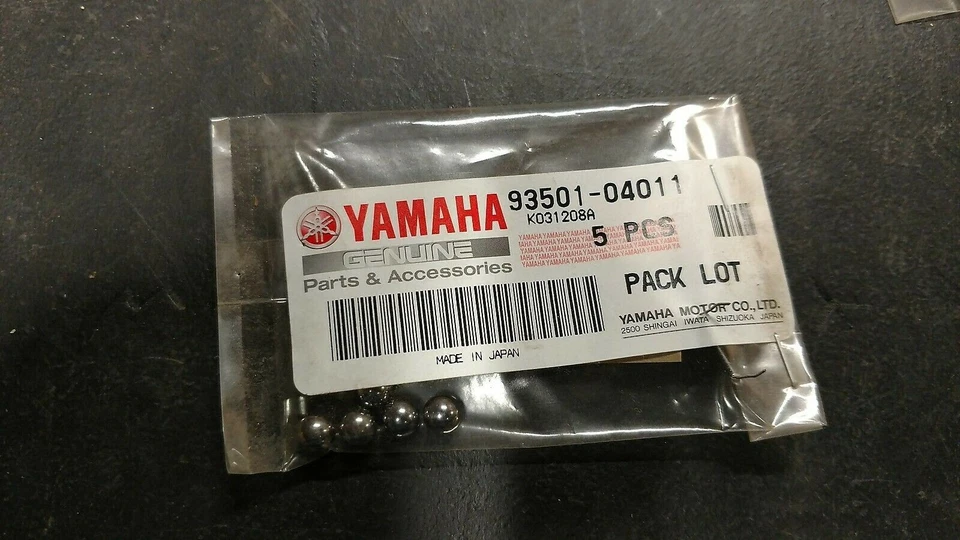 YAMAHA
GENUINE
Parts & Accessories
93501-04011
K031208A
5 PCS
PACK LOT
YAMAHA MOTOR CO.,LTD.
2500 SHINGAI IWATA SHIZUOKA JAPAN
MADE IN JAPAN